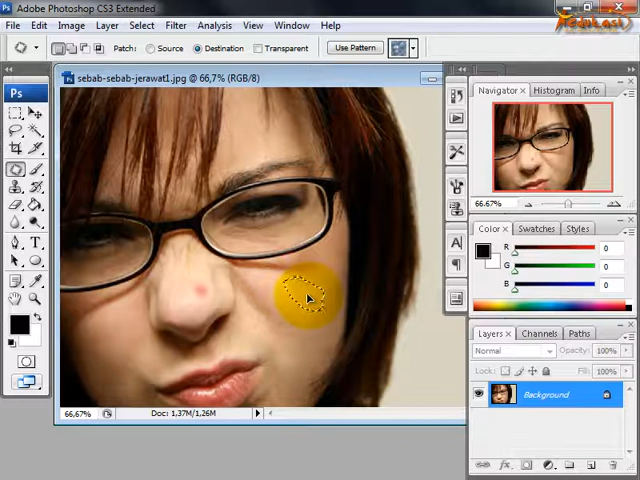 Adobe Photoshop CS3 Extended
File Edit Image Layer Select Filter Analysis View Window Help
Patch: Source Destination Transparent Use Pattern
sebab-sebab-jerawat1.jpg @ 66,7% (RGB/8)
Ps
T
66,67% Doc: 1,37M/1,26M
Navigator x Histogram Info
66.67%
Color x Swatches Styles
R 0
G 0
B 0
Layers x Channels Paths
Normal Opacity: 100%
Lock: Fill: 100%
Background
fx
A